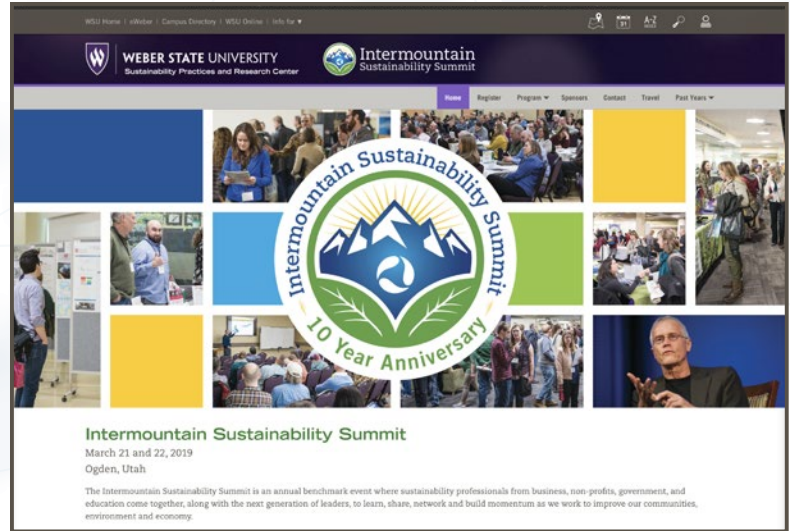 WSU Home | eWeber | Campus Directory | WSU Online | Info for ▼
31
A-Z
INDEX
WEBER STATE UNIVERSITY
Sustainability Practices and Research Center
Intermountain
Sustainability Summit
Home Register Program Sponsors Contact Travel Past Years
Intermountain Sustainability Summit
10 Year Anniversary
Intermountain Sustainability Summit
March 21 and 22, 2019
Ogden, Utah
The Intermountain Sustainability Summit is an annual benchmark event where sustainability professionals from business, non-profits, government, and
education come together, along with the next generation of leaders, to learn, share, network and build momentum as we work to improve our communities,
environment and economy.